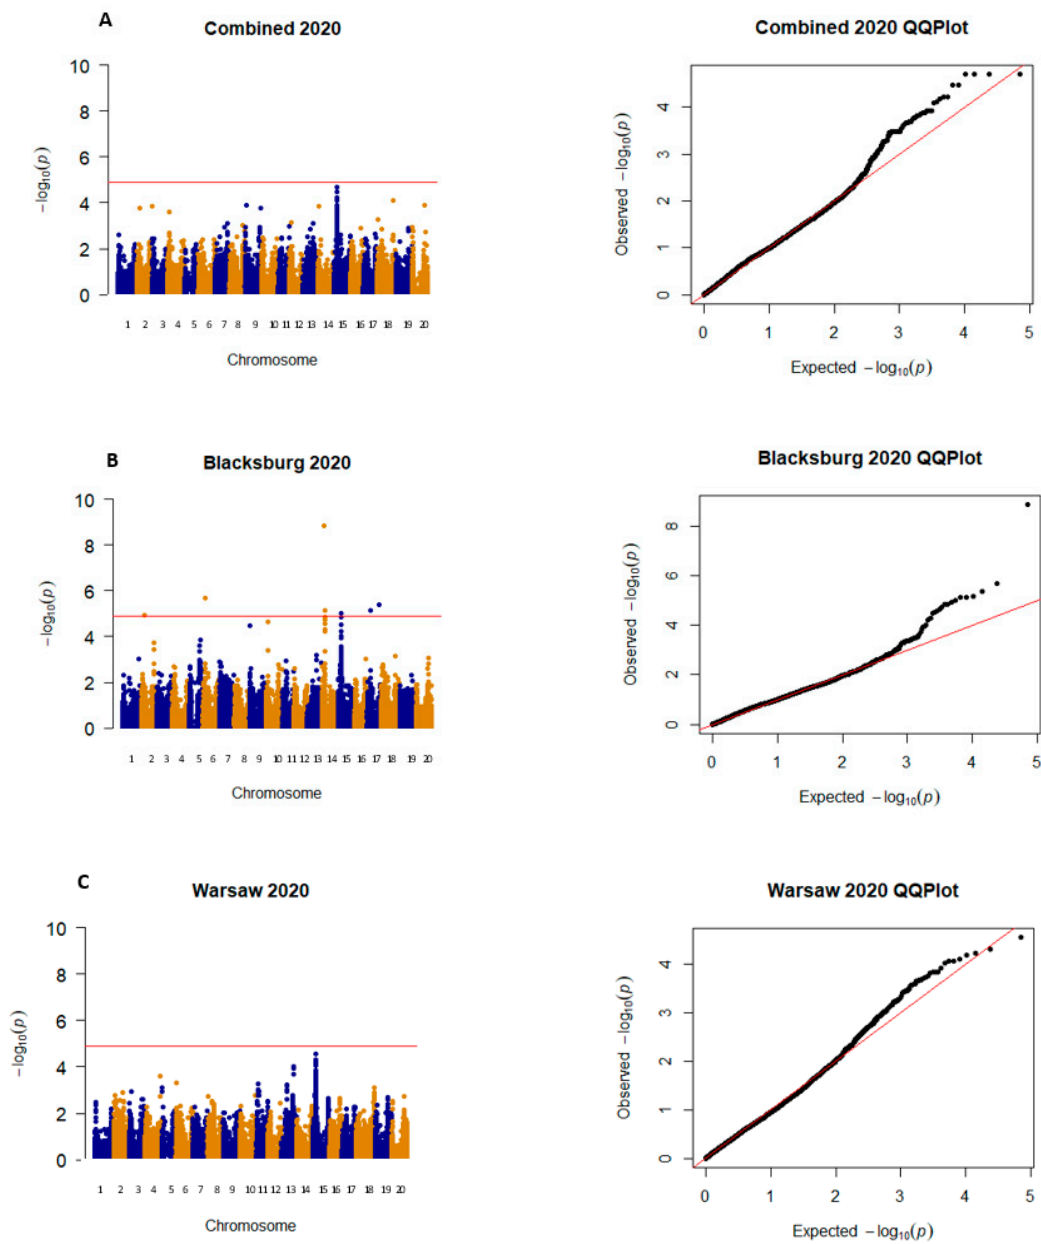 A
Combined 2020
10
8
6
4
2
0
−log10(p)
1 2 3 4 5 6 7 8 9 10 11 12 13 14 15 16 17 18 19 20
Chromosome
Combined 2020 QQPlot
4
3
2
1
0
Observed −log10(p)
0 1 2 3 4 5
Expected −log10(p)
B
Blacksburg 2020
10
8
6
4
2
0
−log10(p)
1 2 3 4 5 6 7 8 9 10 11 12 13 14 15 16 17 18 20
Chromosome
Blacksburg 2020 QQPlot
8
6
4
2
0
Observed −log10(p)
0 1 2 3 4 5
Expected −log10(p)
C
Warsaw 2020
10
8
6
4
2
0
−log10(p)
1 2 3 4 5 6 7 8 9 10 11 12 13 14 15 16 17 18 19 20
Chromosome
Warsaw 2020 QQPlot
4
3
2
1
0
Observed −log10(p)
0 1 2 3 4 5
Expected −log10(p)